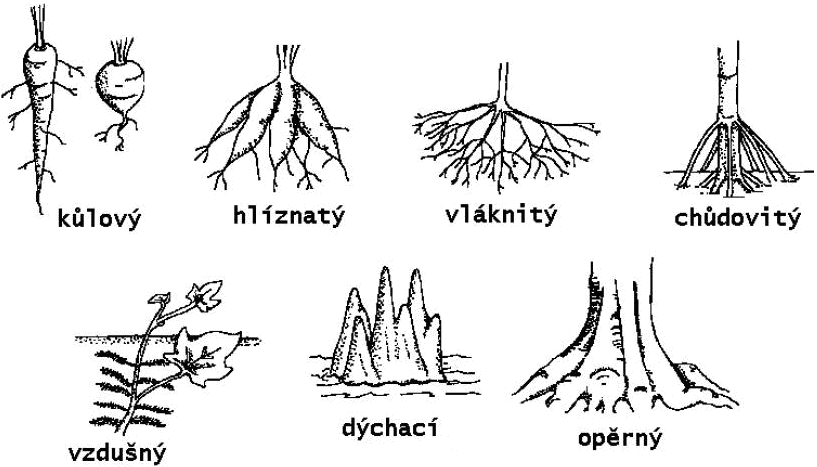 kůlový
hlíznatý
vláknitý
chůdovitý
vzdušný
dýchací
opěrný